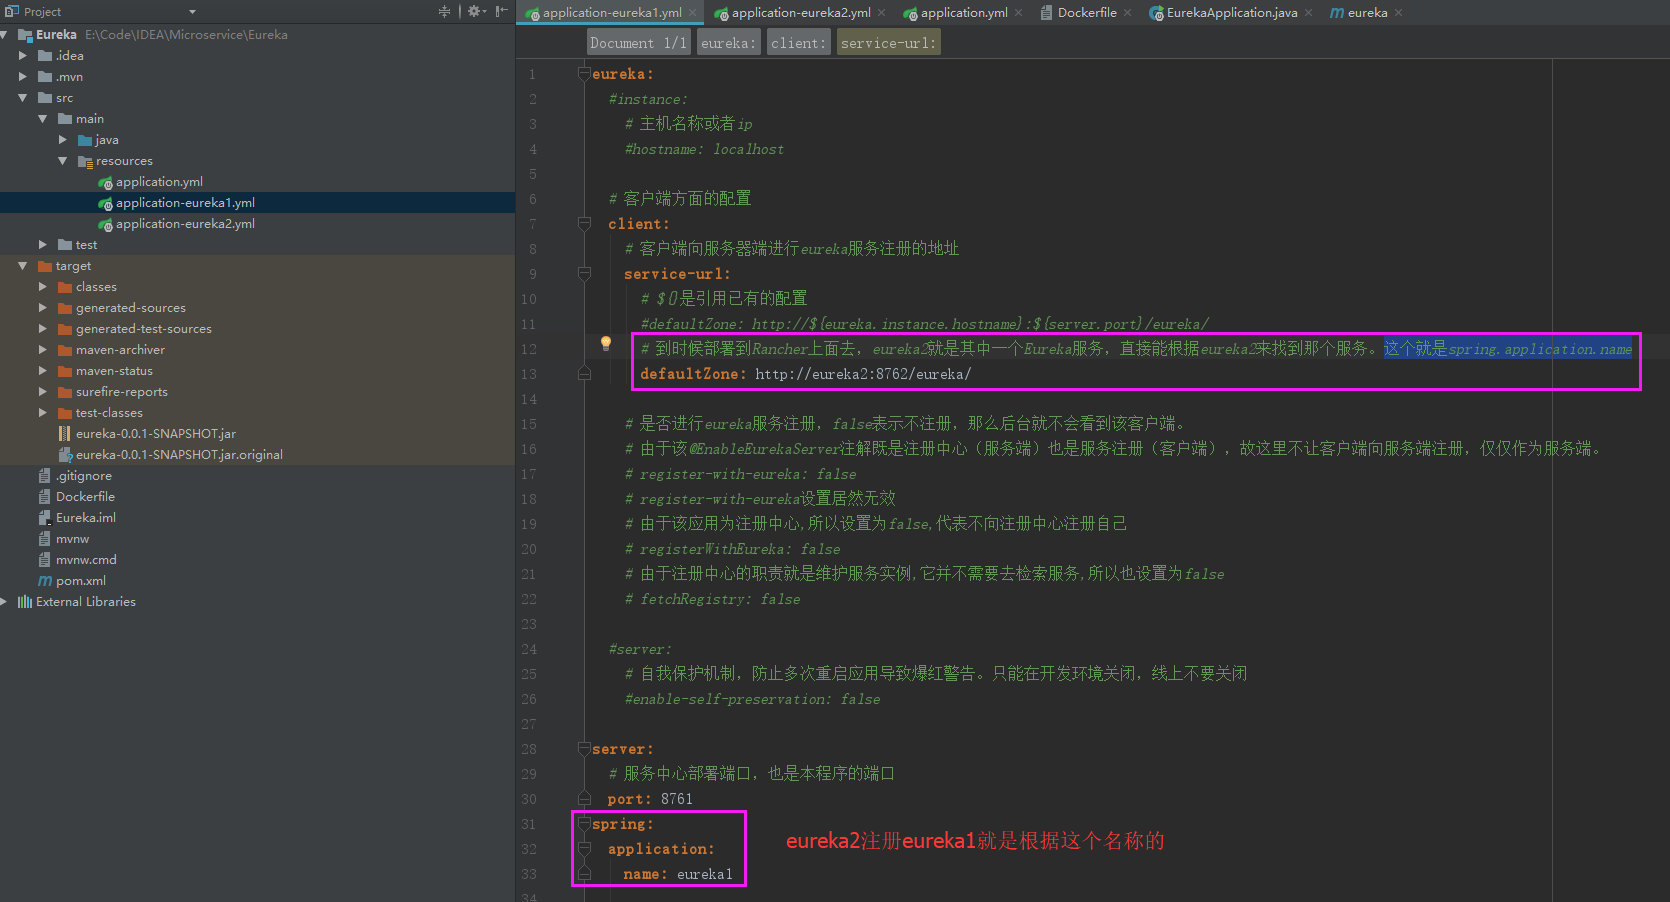 Project
application-eureka1.yml
application-eureka2.yml
application.yml
Dockerfile
EurekaApplication.java
m eureka
Eureka E:\Code\IDEA\Microservice\Eureka
.idea
.mvn
src
main
java
resources
application.yml
application-eureka1.yml
application-eureka2.yml
test
target
classes
generated-sources
generated-test-sources
maven-archiver
maven-status
surefire-reports
test-classes
eureka-0.0.1-SNAPSHOT.jar
eureka-0.0.1-SNAPSHOT.jar.original
.gitignore
Dockerfile
Eureka.iml
mvnw
mvnw.cmd
m pom.xml
External Libraries
Document 1/1 eureka: client: service-url:
1 eureka:
2 #instance:
3 # 主机名称或者ip
4 #hostname: localhost
5
6 # 客户端方面的配置
7 client:
8 # 客户端向服务器端进行eureka服务注册的地址
9 service-url:
10 # ${}是引用已有的配置
11 #defaultZone: http://${eureka.instance.hostname}:${server.port}/eureka/
12 # 到时候部署到Rancher上面去，eureka2就是其中一个Eureka服务，直接能根据eureka2来找到那个服务。这个就是spring.application.name
13 defaultZone: http://eureka2:8762/eureka/
14
15 # 是否进行eureka服务注册，false表示不注册，那么后台就不会看到该客户端。
16 # 由于该@EnableEurekaServer注解既是注册中心（服务端）也是服务注册（客户端），故这里不让客户端向服务端注册，仅仅作为服务端。
17 # register-with-eureka: false
18 # register-with-eureka设置居然无效
19 # 由于该应用为注册中心,所以设置为false,代表不向注册中心注册自己
20 # registerWithEureka: false
21 # 由于注册中心的职责就是维护服务实例,它并不需要去检索服务,所以也设置为false
22 # fetchRegistry: false
23
24 #server:
25 # 自我保护机制，防止多次重启应用导致爆红警告。只能在开发环境关闭，线上不要关闭
26 #enable-self-preservation: false
27
28 server:
29 # 服务中心部署端口，也是本程序的端口
30 port: 8761
31 spring:
32 application:
eureka2注册eureka1就是根据这个名称的
33 name: eureka1
34